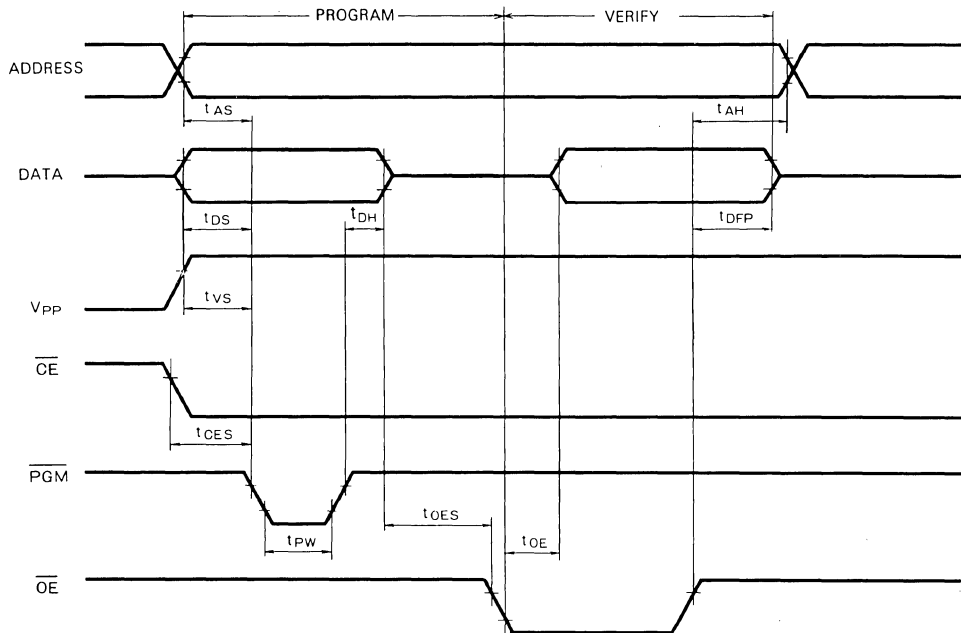 PROGRAM VERIFY
ADDRESS
tAS tAH
DATA
tDS tDH tDFP
VPP
tVS
CE
tCES
PGM
tOES
tPW tOE
OE